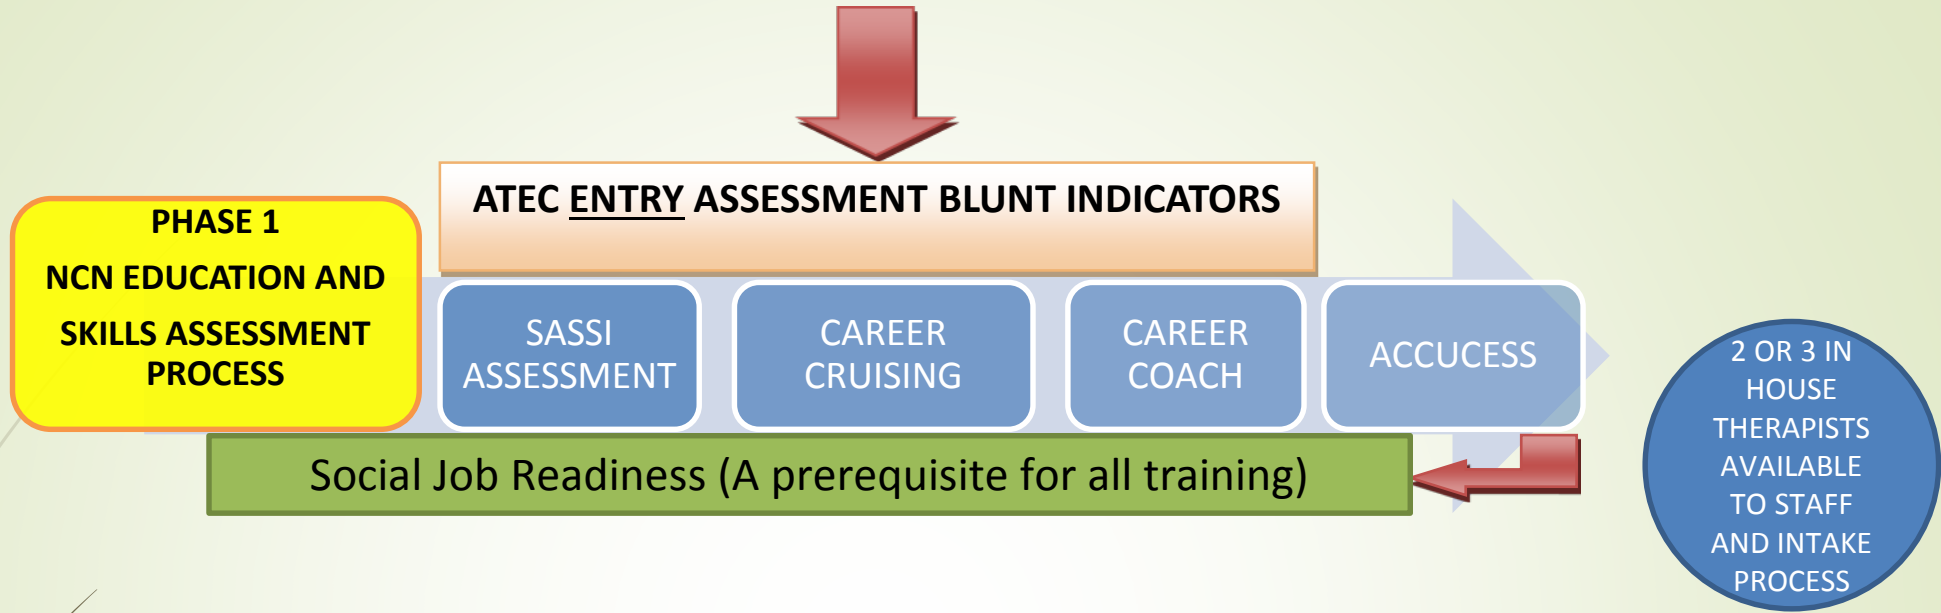 ATEC ENTRY ASSESSMENT BLUNT INDICATORS
PHASE 1
NCN EDUCATION AND
SKILLS ASSESSMENT
PROCESS
SASSI
ASSESSMENT
CAREER
CRUISING
CAREER
COACH
ACCUCESS
2 OR 3 IN
HOUSE
THERAPISTS
AVAILABLE
TO STAFF
AND INTAKE
PROCESS
Social Job Readiness (A prerequisite for all training)